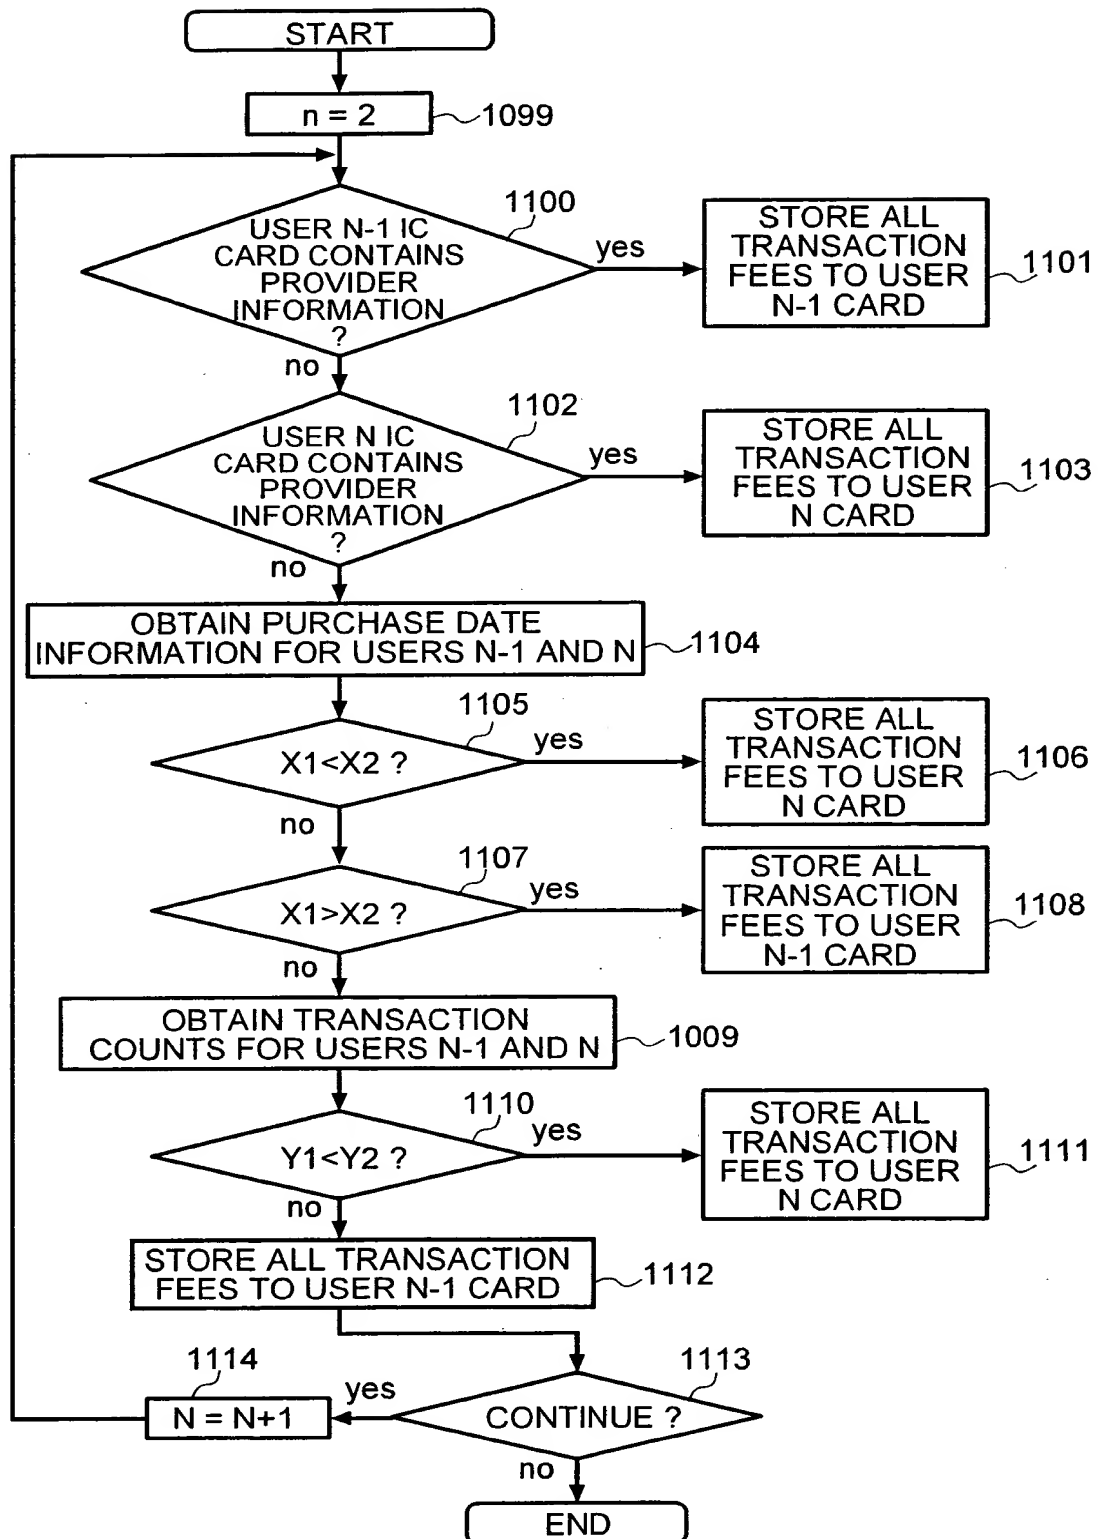 START
n = 2
1099
USER N-1 IC
CARD CONTAINS
PROVIDER
INFORMATION
?
1100
yes
STORE ALL
TRANSACTION
FEES TO USER
N-1 CARD
1101
no
USER N IC
CARD CONTAINS
PROVIDER
INFORMATION
?
1102
yes
STORE ALL
TRANSACTION
FEES TO USER
N CARD
1103
no
OBTAIN PURCHASE DATE
INFORMATION FOR USERS N-1 AND N
1104
X1<X2 ?
1105
yes
STORE ALL
TRANSACTION
FEES TO USER
N CARD
1106
no
X1>X2 ?
1107
yes
STORE ALL
TRANSACTION
FEES TO USER
N-1 CARD
1108
no
OBTAIN TRANSACTION
COUNTS FOR USERS N-1 AND N
1009
Y1<Y2 ?
1110
yes
STORE ALL
TRANSACTION
FEES TO USER
N CARD
1111
no
STORE ALL TRANSACTION
FEES TO USER N-1 CARD
1112
CONTINUE ?
1113
yes
N = N+1
1114
no
END